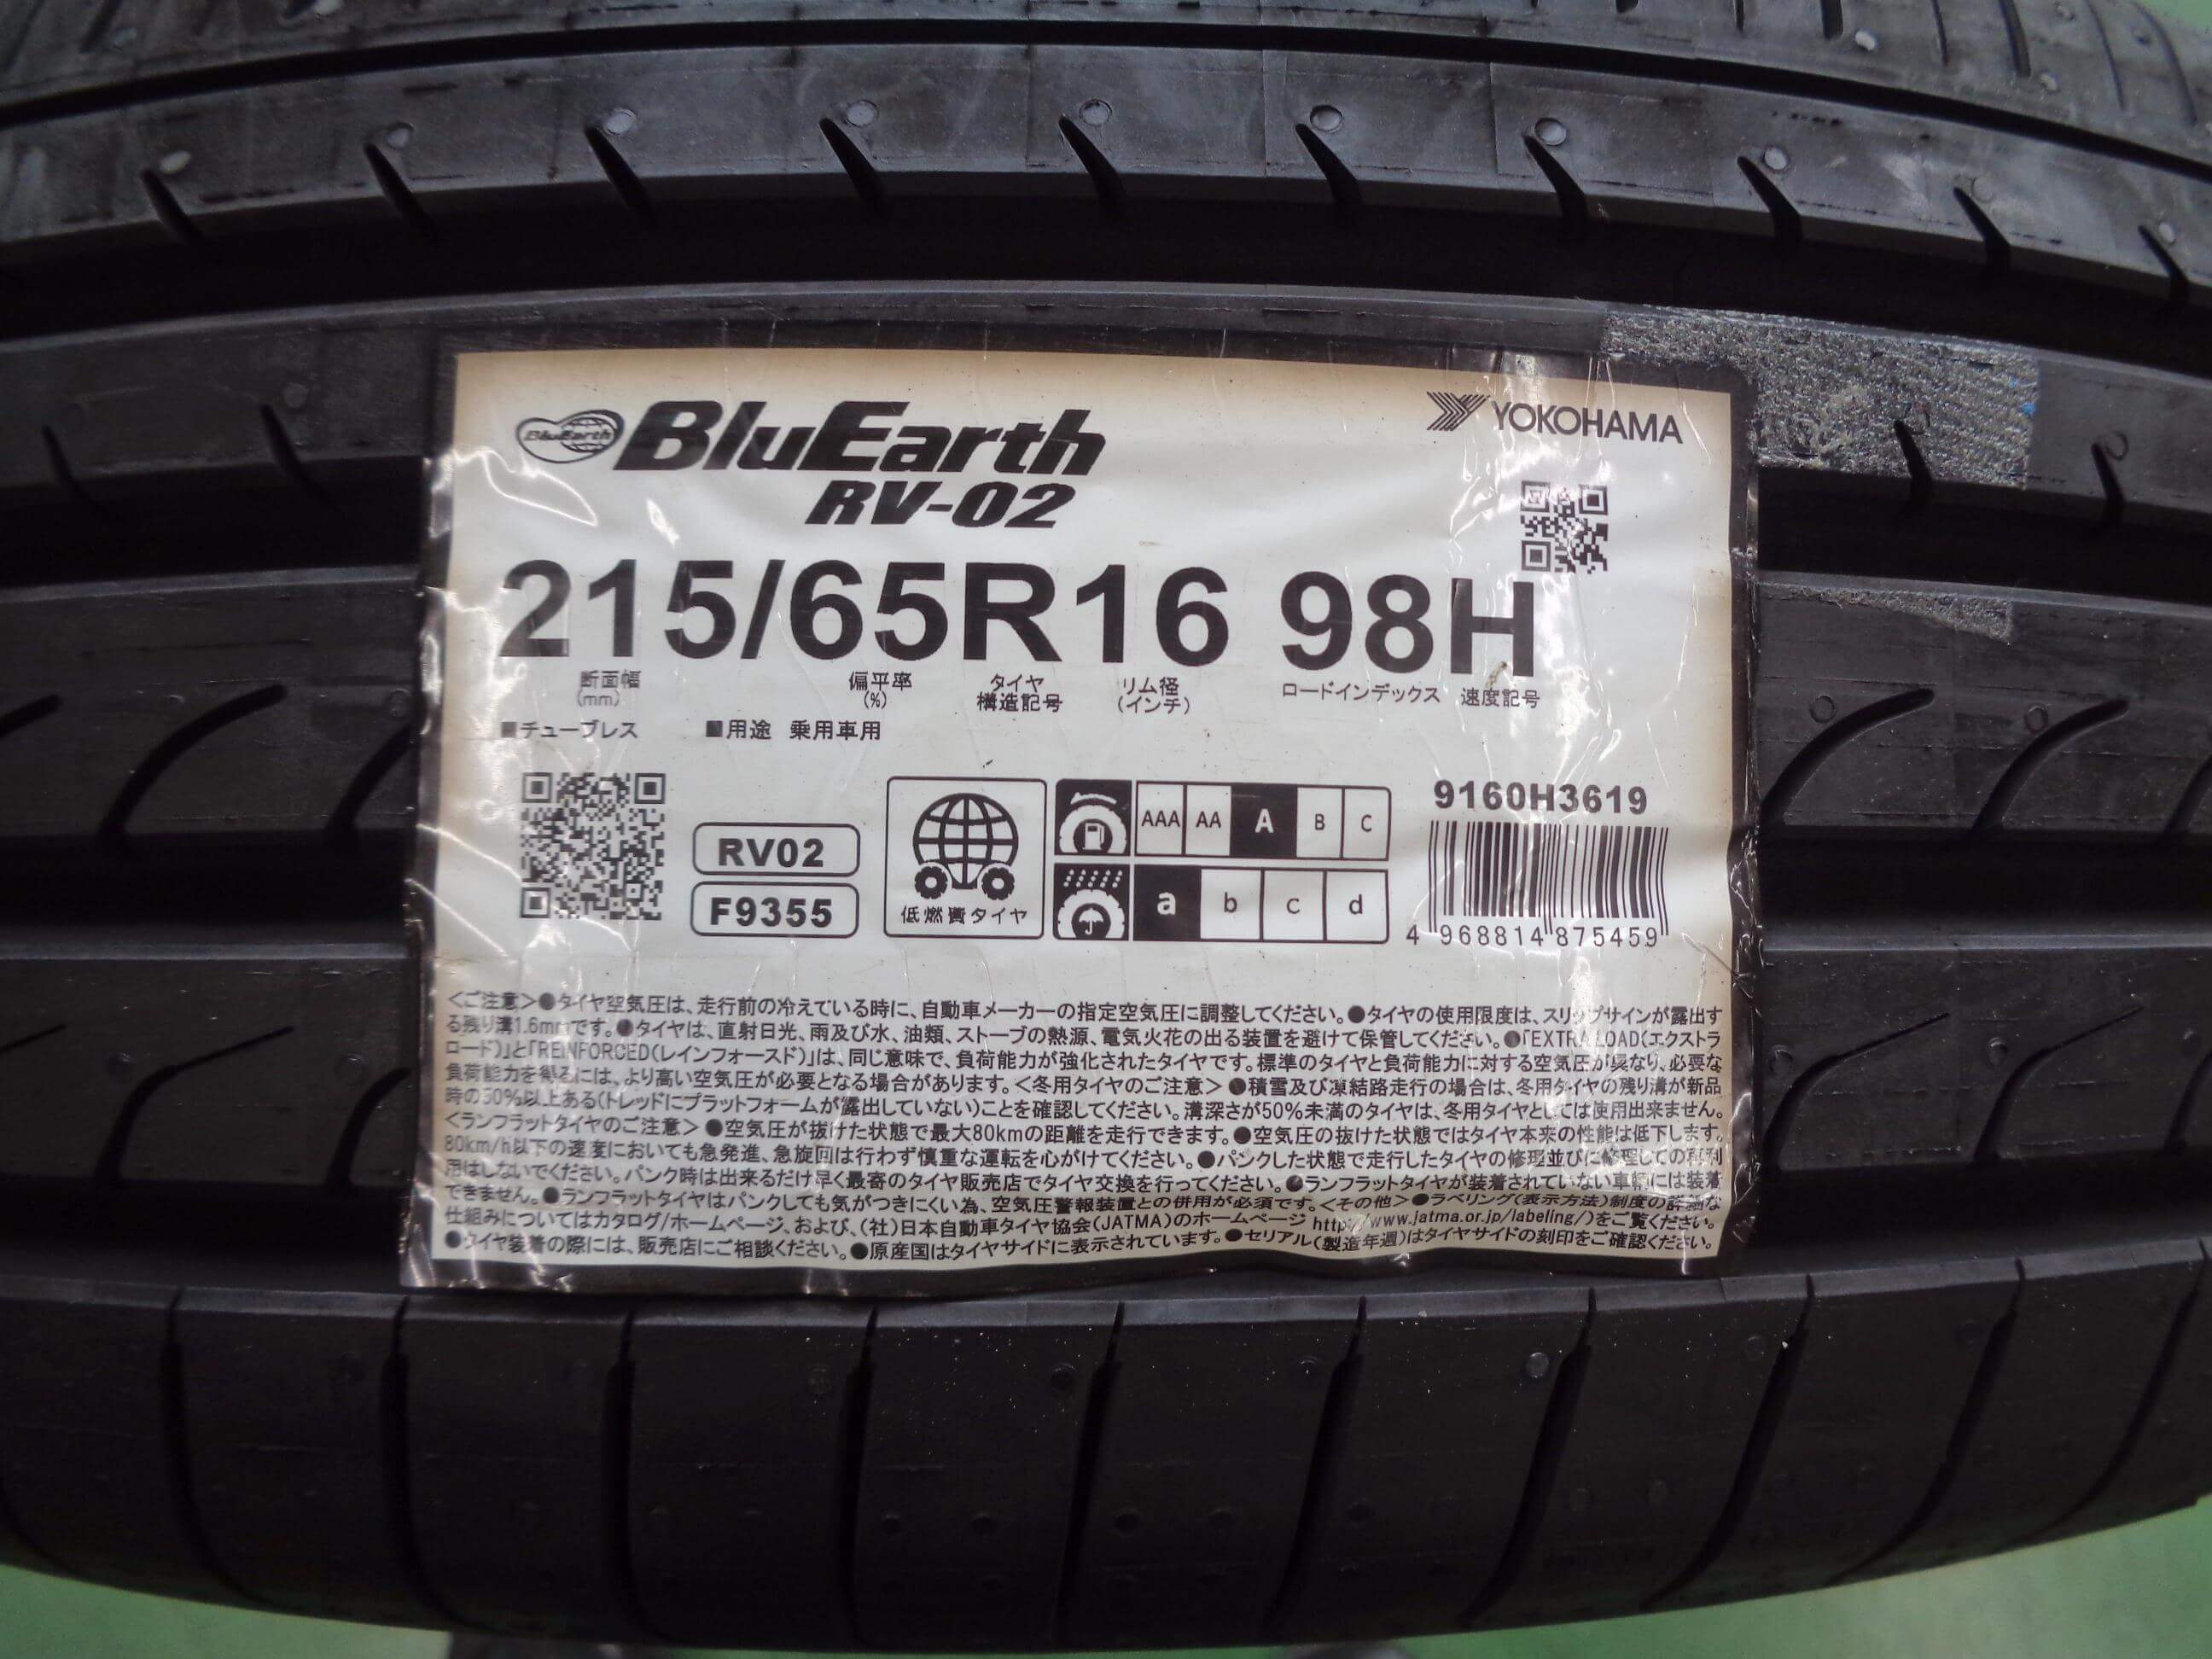 BluEarth
BluEarth
YOKOHAMA
RV-02
215/65R16 98H
断面幅 偏平率 タイヤ リム径 ロードインデックス 速度記号
(mm) (%) 構造記号 (インチ)
■チューブレス ■用途 乗用車用
9160H3619
AAA AA A B C
RV02
F9355
低燃費タイヤ
a b c d
4 968814 875459
<ご注意>●タイヤ空気圧は、走行前の冷えている時に、自動車メーカーの指定空気圧に調整してください。●タイヤの使用限度は、スリップサインが露出す
る残り溝1.6mmです。●タイヤは、直射日光、雨及び水、油類、ストーブの熱源、電気火花の出る装置を避けて保管してください。●「EXTRA LOAD(エクストラ
ロード)」と「REINFORCED(レインフォースド)」は、同じ意味で、負荷能力が強化されたタイヤです。標準のタイヤと負荷能力に対する空気圧が異なり、必要な
負荷能力を得るには、より高い空気圧が必要となる場合があります。<冬用タイヤのご注意>●積雪及び凍結路走行の場合は、冬用タイヤの残り溝が新品
時の50%以上ある(トレッドにプラットフォームが露出していない)ことを確認してください。溝深さが50%未満のタイヤは、冬用タイヤとしては使用出来ません。
<ランフラットタイヤのご注意>●空気圧が抜けた状態で最大80kmの距離を走行できます。●空気圧の抜けた状態ではタイヤ本来の性能は低下します。
80km/h以下の速度においても急発進、急旋回は行わず慎重な運転を心がけてください。●パンクした状態で走行したタイヤの修理並びに修理しての再利
用はしないでください。パンク時は出来るだけ早く最寄のタイヤ販売店でタイヤ交換を行ってください。●ランフラットタイヤが装着されていない車輌には装着
できません。●ランフラットタイヤはパンクしても気がつきにくい為、空気圧警報装置との併用が必須です。<その他>●ラベリング(表示方法)制度の詳細な
仕組みについてはカタログ/ホームページ、および、(社)日本自動車タイヤ協会(JATMA)のホームページ http://www.jatma.or.jp/labeling/)をご覧ください。
●タイヤ装着の際には、販売店にご相談ください。●原産国はタイヤサイドに表示されています。●セリアル(製造年週)はタイヤサイドの刻印をご確認ください。